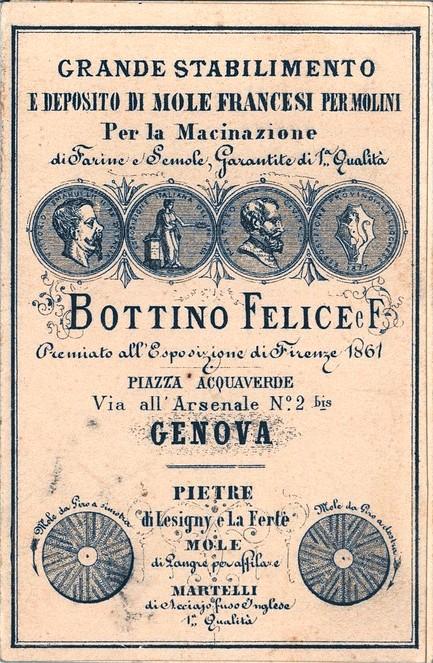 GRANDE STABILIMENTO
E DEPOSITO DI MOLE FRANCESI PER MOLINI
Per la Macinazione
di Farine e Semole, Garantite di 1.ª Qualità
BOTTINO FELICE e F.
Premiato all'Esposizione di Firenze 1861
PIAZZA ACQUAVERDE
Via all'Arsenale Nº. 2 bis
GENOVA
PIETRE
di Lesigny e La Ferté
Mole da Giro a sinistra
Mole da Giro a destra
MOLE
di Langre per affilare
MARTELLI
di Acciajo fuso Inglese
1.ª Qualità